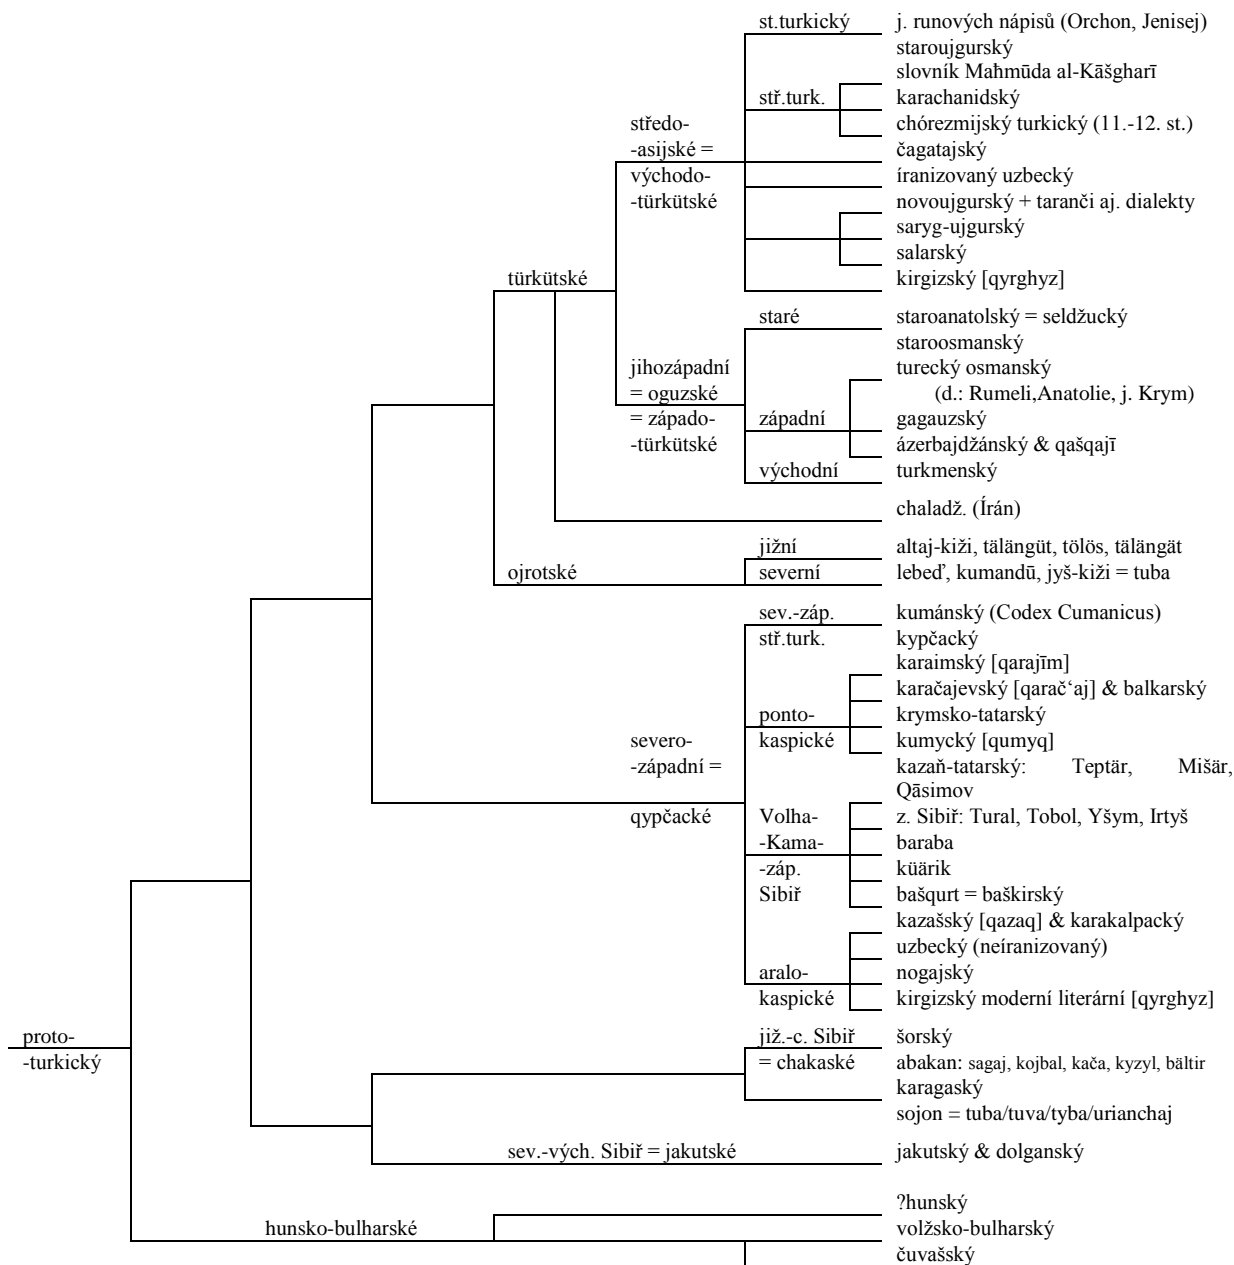 st.turkický j. runových nápisů (Orchon, Jenisej)
staroujgurský
slovník Maħmūda al-Kāšgharī
stř.turk. karachanidský
středo- chórezmijský turkický (11.-12. st.)
-asijské = čagatajský
východo- íranizovaný uzbecký
-türkütské novoujgurský + taranči aj. dialekty
saryg-ujgurský
salarský
türkütské kirgizský [qyrghyz]
staré staroanatolský = seldžucký
staroosmanský
jihozápadní turecký osmanský
= oguzské (d.: Rumeli,Anatolie, j. Krym)
= západo- západní gagauzský
-türkütské ázerbajdžánský & qašqajī
východní turkmenský
chaladž. (Írán)
jižní altaj-kiži, tälängüt, tölös, tälängät
ojrotské severní lebeď, kumandū, jyš-kiži = tuba
sev.-záp. kumánský (Codex Cumanicus)
stř.turk. kypčacký
karaimský [qarajīm]
karačajevský [qarač‘aj] & balkarský
ponto- krymsko-tatarský
severo- kaspické kumycký [qumyq]
-západní = kazaň-tatarský: Teptär, Mišär,
Qāsimov
qypčacké Volha- z. Sibiř: Tural, Tobol, Yšym, Irtyš
-Kama- baraba
-záp. küärik
Sibiř bašqurt = baškirský
kazašský [qazaq] & karakalpacký
uzbecký (neíranizovaný)
aralo- nogajský
kaspické kirgizský moderní literární [qyrghyz]
proto- již.-c. Sibiř šorský
-turkický = chakaské abakan: sagaj, kojbal, kača, kyzyl, bältir
karagaský
sojon = tuba/tuva/tyba/urianchaj
sev.-vých. Sibiř = jakutské jakutský & dolganský
?hunský
hunsko-bulharské volžsko-bulharský
čuvašský